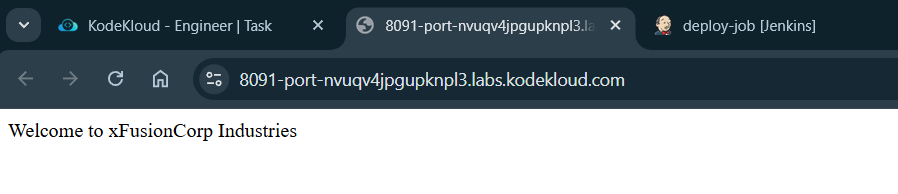 KodeKloud - Engineer | Task
8091-port-nvuqv4jpgupknpl3.la
deploy-job [Jenkins]
8091-port-nvuqv4jpgupknpl3.labs.kodekloud.com
Welcome to xFusionCorp Industries